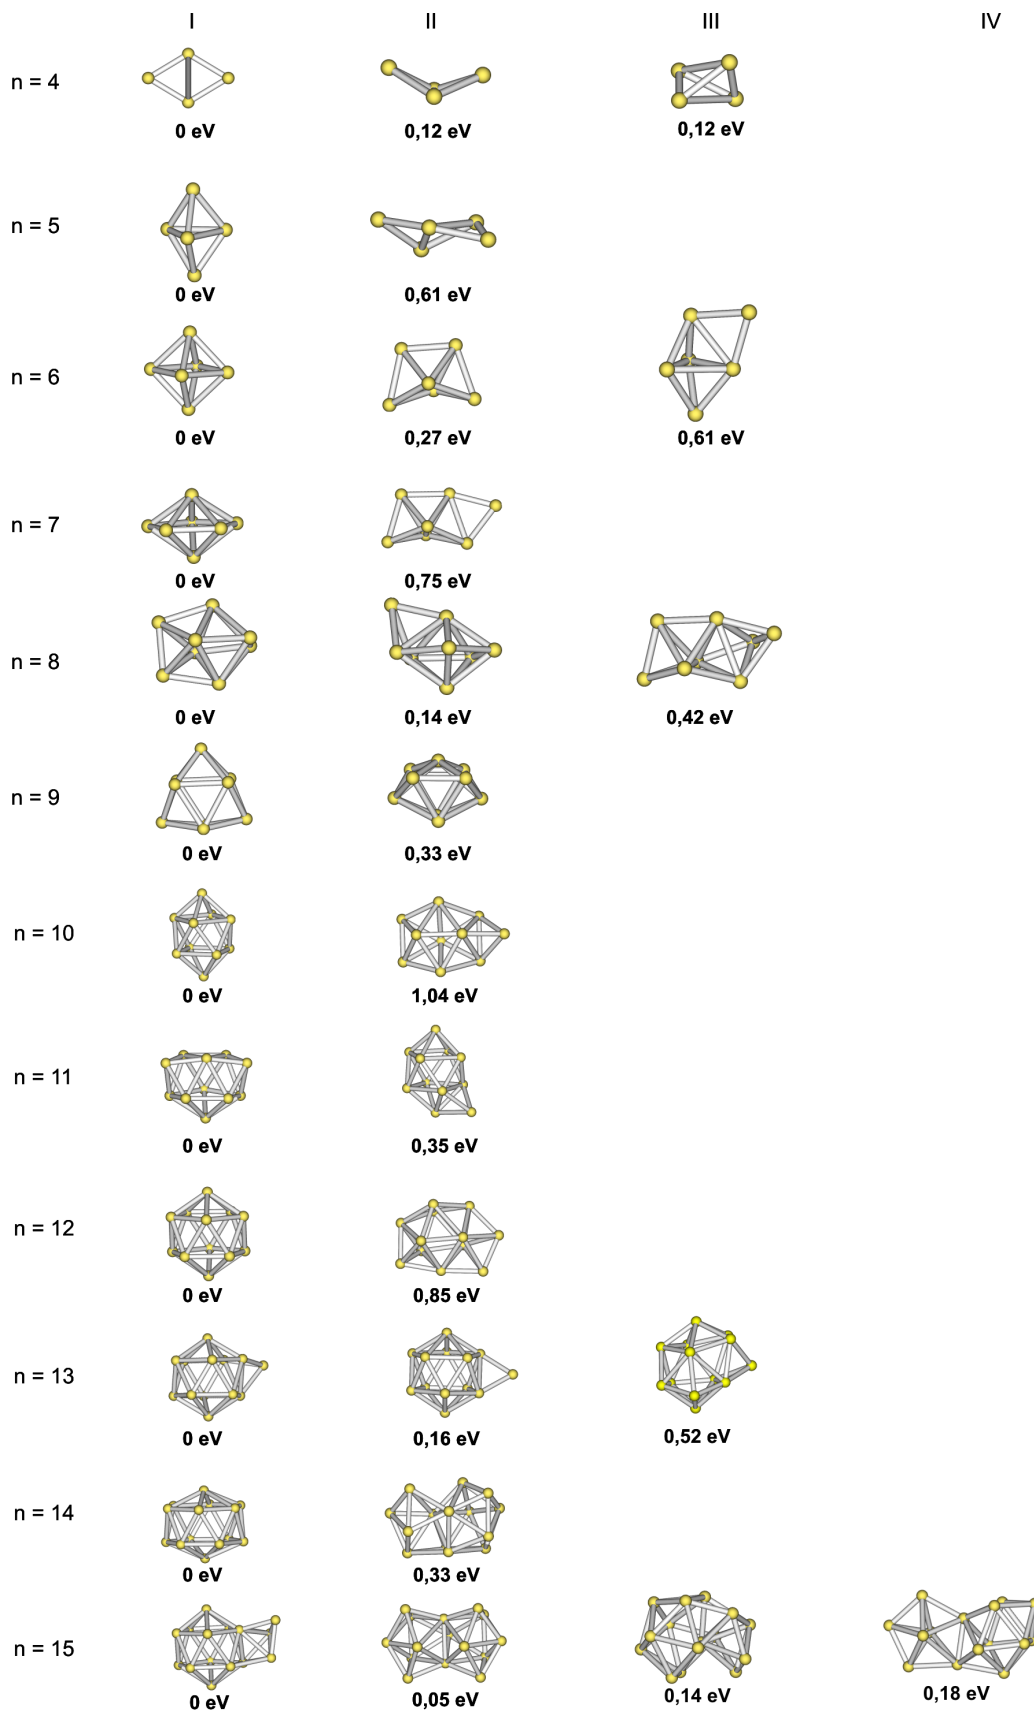 I II III IV
n = 4
0 eV 0,12 eV 0,12 eV
n = 5
0 eV 0,61 eV
n = 6
0 eV 0,27 eV 0,61 eV
n = 7
0 eV 0,75 eV
n = 8
0 eV 0,14 eV 0,42 eV
n = 9
0 eV 0,33 eV
n = 10
0 eV 1,04 eV
n = 11
0 eV 0,35 eV
n = 12
0 eV 0,85 eV
n = 13
0 eV 0,16 eV 0,52 eV
n = 14
0 eV 0,33 eV
n = 15
0 eV 0,05 eV 0,14 eV 0,18 eV